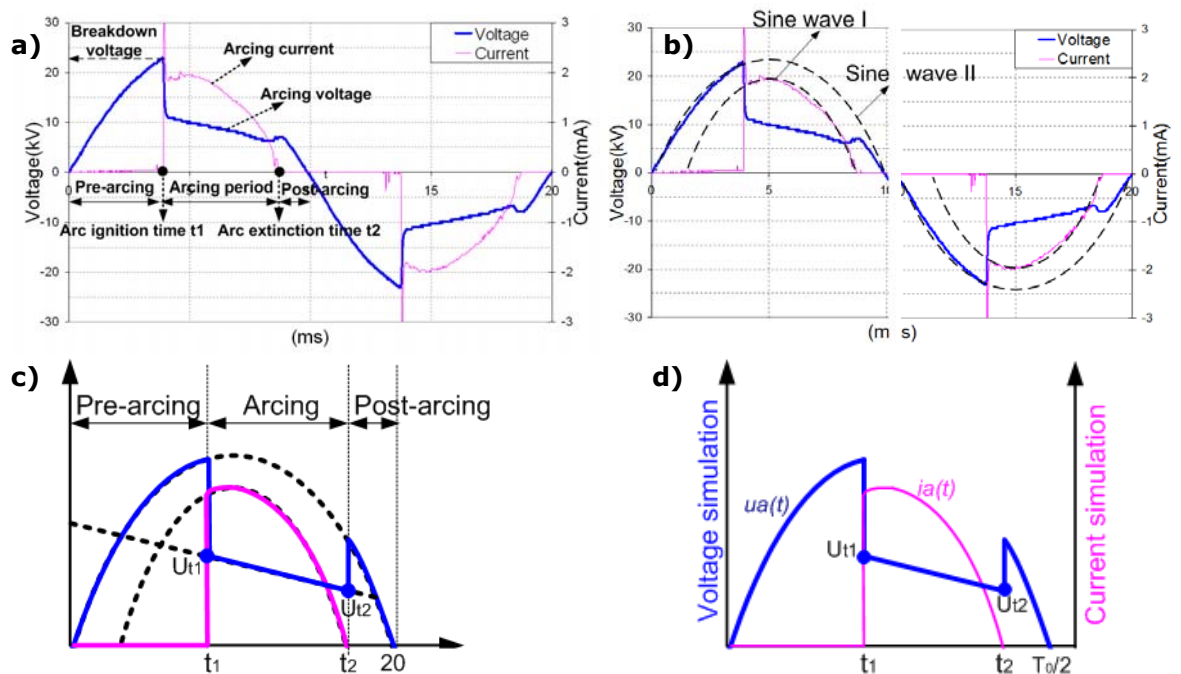 a)
30
20
10
0
-10
-20
-30
Voltage(kV)
Breakdown
voltage
Arcing current
Arcing voltage
Voltage
Current
3
2
1
0
-1
-2
-3
Current(mA)
0
15
20
Pre-arcing
Arcing period
Post-arcing
Arc ignition time t1
Arc extinction time t2
(ms)
b)
30
20
10
0
-10
-20
-30
Voltage(kV)
Sine wave I
Sine wave II
Voltage
Current
3
2
1
0
-1
-2
-3
Current(mA)
0
5
10
15
20
c)
Pre-arcing
Arcing
Post-arcing
Ut1
Ut2
t1
t2
20
d)
Voltage simulation
Current simulation
ua(t)
ia(t)
Ut1
Ut2
t1
t2
T0/2